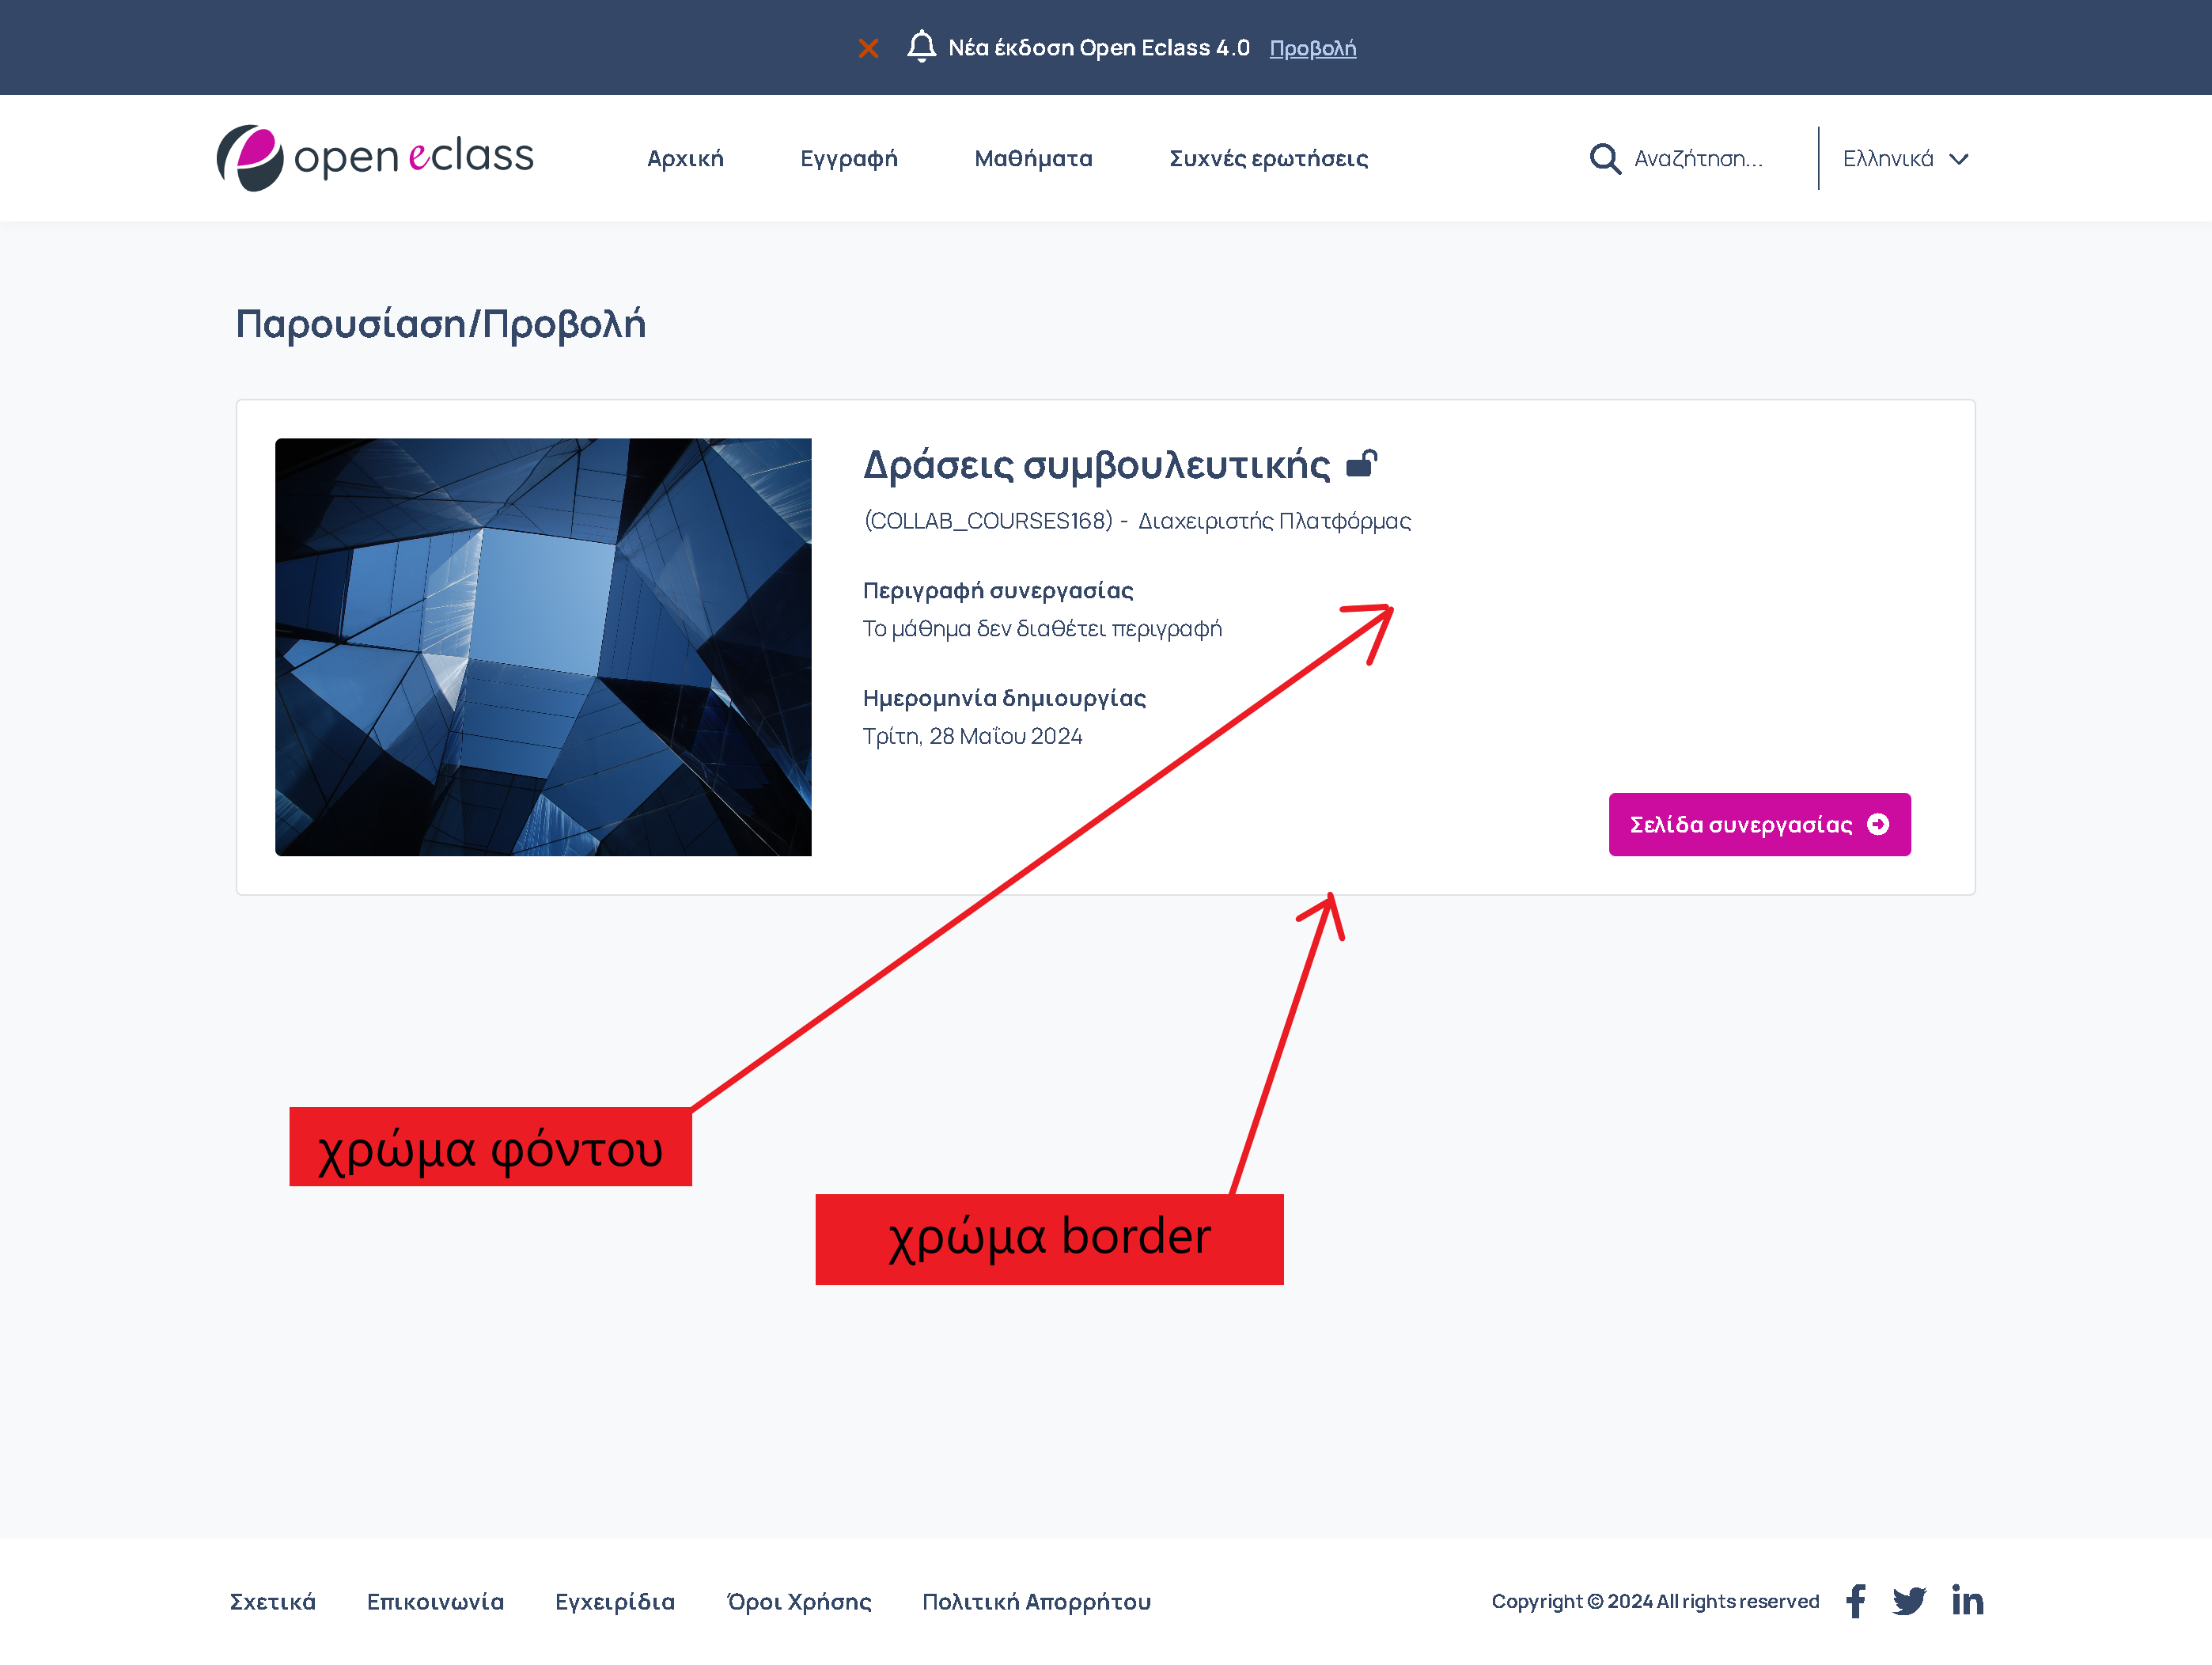 Νέα έκδοση Open Eclass 4.0 Προβολή
open eclass Αρχική Εγγραφή Μαθήματα Συχνές ερωτήσεις Αναζήτηση... Ελληνικά
Παρουσίαση/Προβολή
Δράσεις συμβουλευτικής
(COLLAB_COURSES168) - Διαχειριστής Πλατφόρμας
Περιγραφή συνεργασίας
Το μάθημα δεν διαθέτει περιγραφή
Ημερομηνία δημιουργίας
Τρίτη, 28 Μαΐου 2024
Σελίδα συνεργασίας
χρώμα φόντου
χρώμα border
Σχετικά Επικοινωνία Εγχειρίδια Όροι Χρήσης Πολιτική Απορρήτου Copyright © 2024 All rights reserved